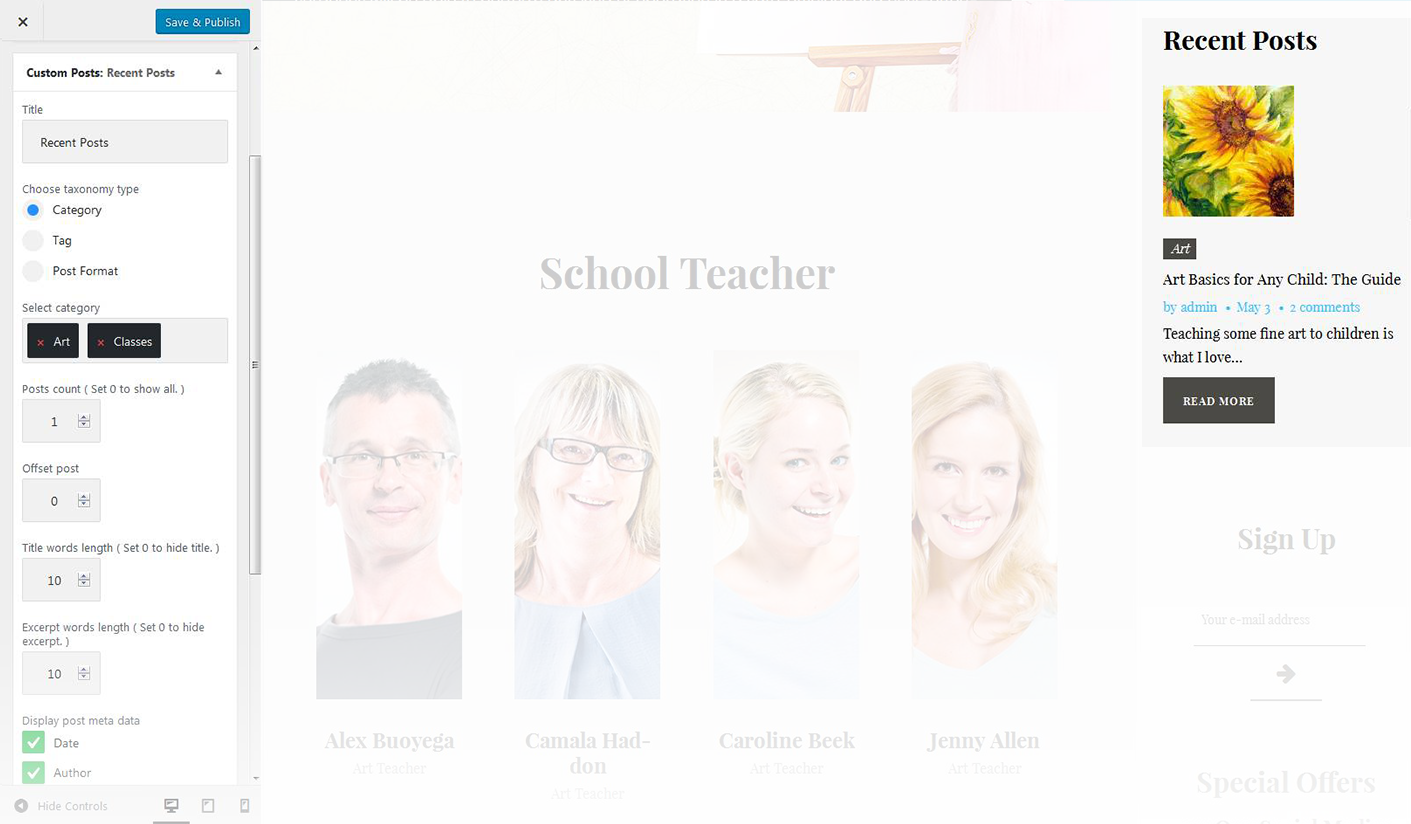 Save & Publish
Custom Posts: Recent Posts
Title
Recent Posts
Choose taxonomy type
Category
Tag
Post Format
Select category
× Art × Classes
Posts count ( Set 0 to show all. )
1
Offset post
0
Title words length ( Set 0 to hide title. )
10
Excerpt words length ( Set 0 to hide
excerpt. )
10
Display post meta data
Date
Author
Hide Controls
School Teacher
Alex Buoyega
Art Teacher
Camala Had-
don
Art Teacher
Caroline Beek
Art Teacher
Jenny Allen
Art Teacher
Recent Posts
Art
Art Basics for Any Child: The Guide
by admin • May 3 • 2 comments
Teaching some fine art to children is
what I love...
READ MORE
Sign Up
Your e-mail address
Special Offers